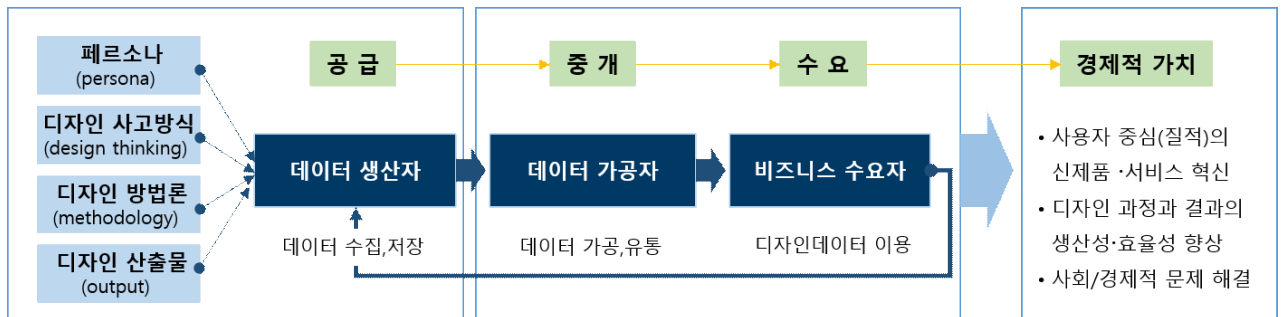 페르소나
(persona)
디자인 사고방식
(design thinking)
디자인 방법론
(methodology)
디자인 산출물
(output)
공 급
중 개
수 요
경제적 가치
데이터 생산자
데이터 가공자
비즈니스 수요자
데이터 수집,저장
데이터 가공,유통
디자인데이터 이용
• 사용자 중심(질적)의
신제품 ·서비스 혁신
• 디자인 과정과 결과의
생산성·효율성 향상
• 사회/경제적 문제 해결